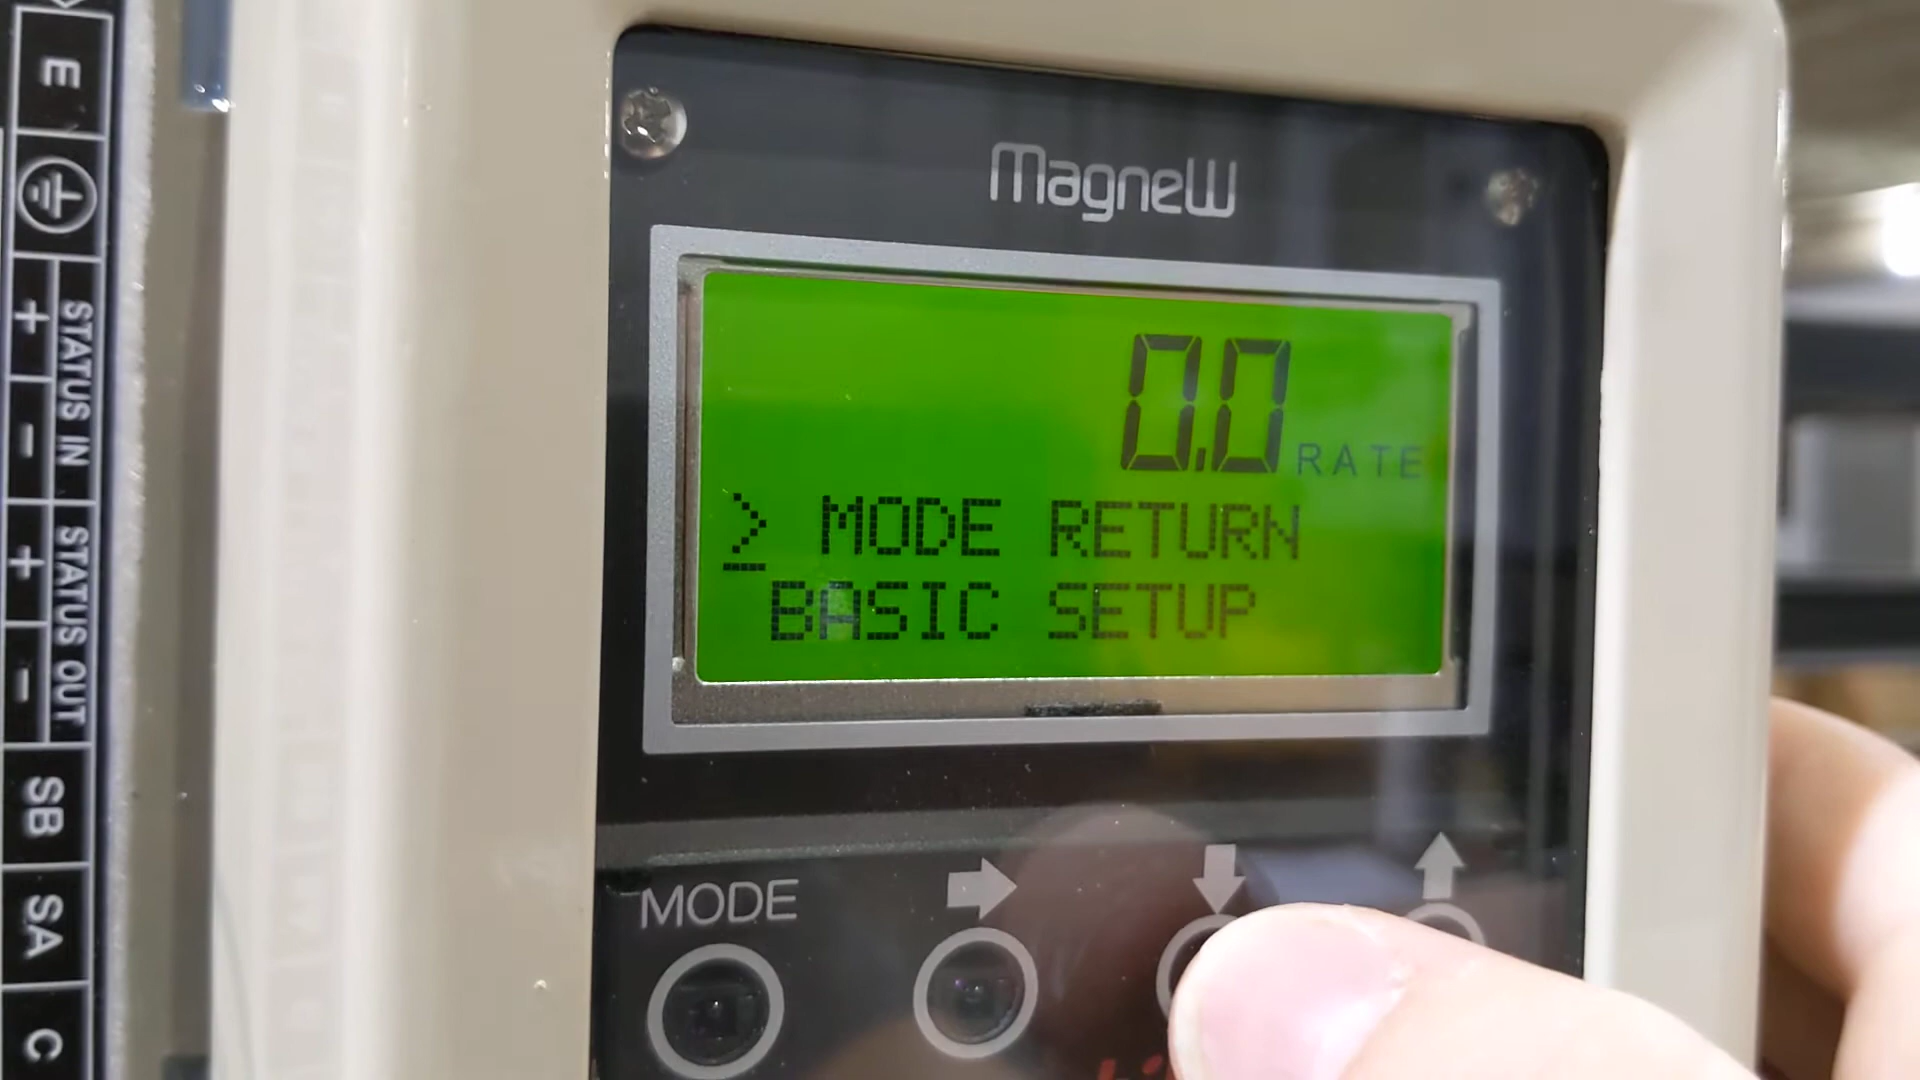 E
+
-
STATUS IN
+
-
STATUS OUT
SB
SA
C
MagneW
0.0 RATE
> MODE RETURN
BASIC SETUP
MODE